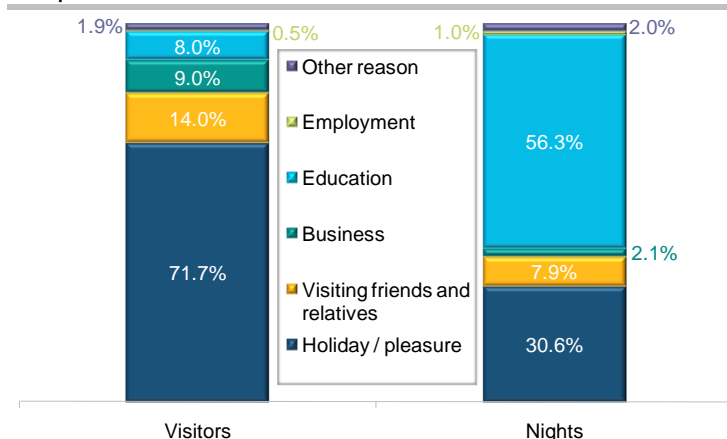 1.9%
0.5%
8.0%
9.0%
14.0%
71.7%
Other reason
Employment
Education
Business
Visiting friends and
relatives
Holiday / pleasure
1.0%
2.0%
56.3%
2.1%
7.9%
30.6%
Visitors
Nights